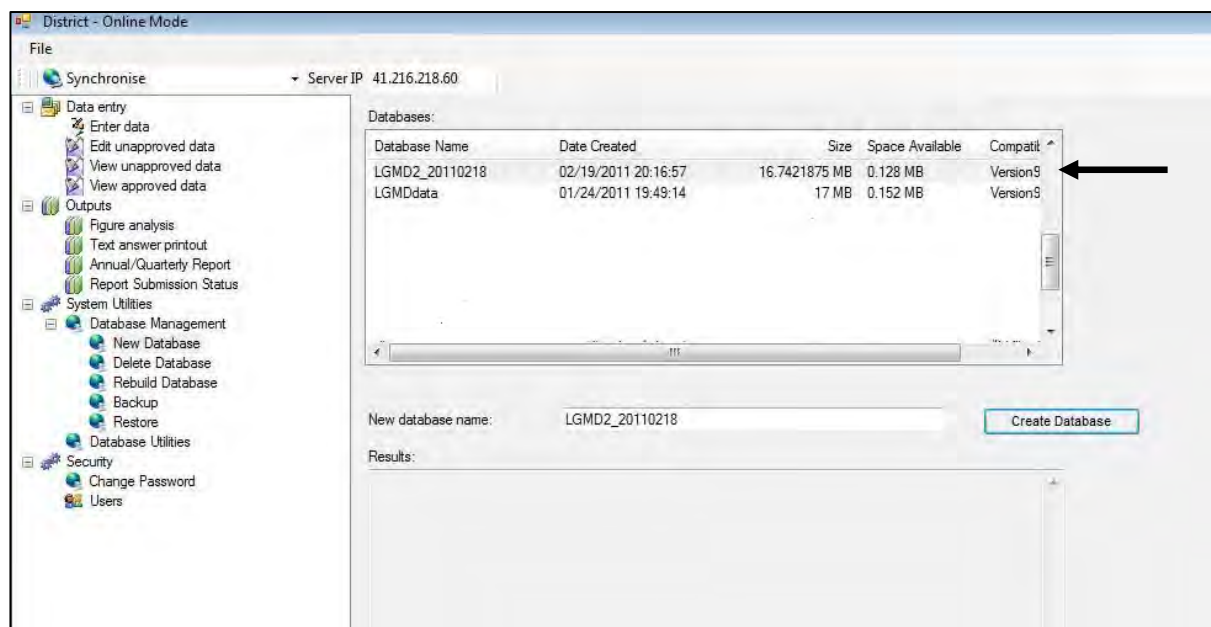 District - Online Mode
File
Synchronise
Server IP 41.216.218.60
Data entry
Enter data
Edit unapproved data
View unapproved data
View approved data
Outputs
Figure analysis
Text answer printout
Annual/Quarterly Report
Report Submission Status
System Utilities
Database Management
New Database
Delete Database
Rebuild Database
Backup
Restore
Database Utilities
Security
Change Password
Users
Databases:
Database Name Date Created Size Space Available Compatit
LGMD2_20110218 02/19/2011 20:16:57 16.7421875 MB 0.128 MB Version9
LGMDdata 01/24/2011 19:49:14 17 MB 0.152 MB Version9
New database name: LGMD2_20110218 Create Database
Results: